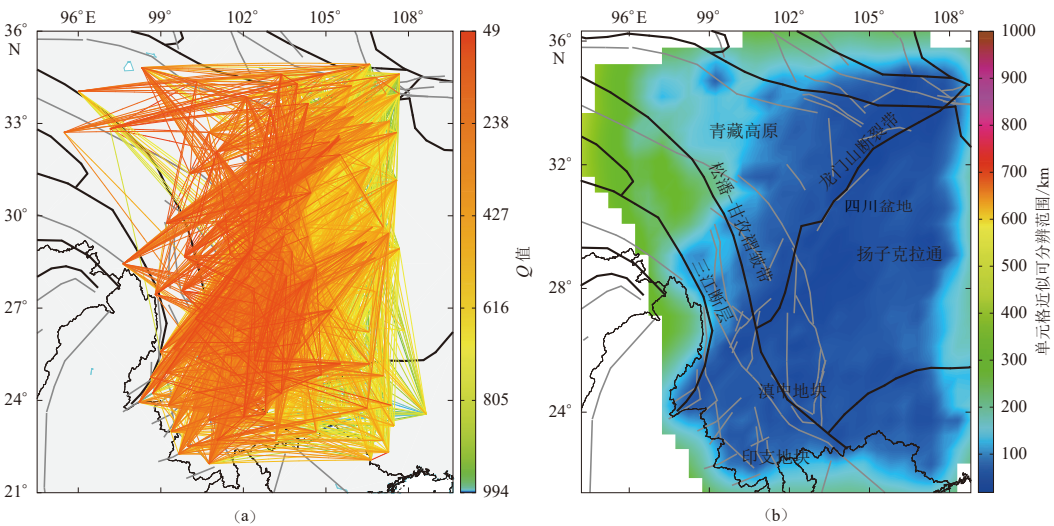 96°E 99° 102° 105° 108°
36°
N
33°
30°
27°
24°
21°
49
238
427
616
805
994
Q值
(a)
96°E 99° 102° 105° 108°
36°
N
32°
28°
24°
青藏高原
龙门山断裂带
松潘-甘孜褶皱带
四川盆地
扬子克拉通
三江断层
滇中地块
印支地块
1000
900
800
700
600
500
400
300
200
100
单元格近似可分辨范围/km
(b)